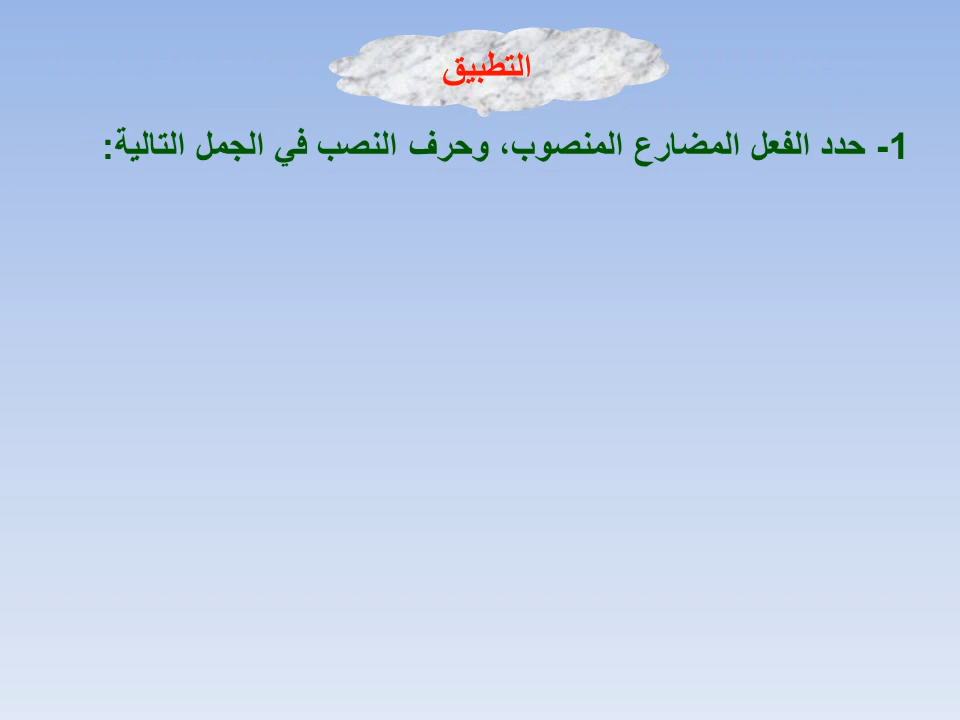 التطبيق
1- حدد الفعل المضارع المنصوب، وحرف النصب في الجمل التالية: